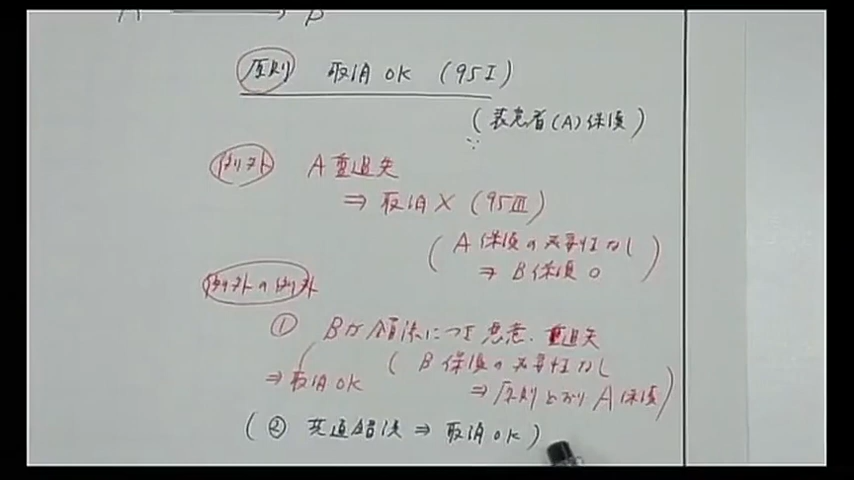 A → B
原則 取消OK (95Ⅰ)
(∵ 表意者(A)保護)
例外 A重過失
⇒ 取消× (95Ⅲ)
(A保護の必要性なし
⇒ B保護○)
例外の例外
① Bが錯誤につき悪意・重過失
(B保護の必要性なし
⇒ 取消OK
⇒ 原則どおりA保護)
(② 共通錯誤 ⇒ 取消OK)